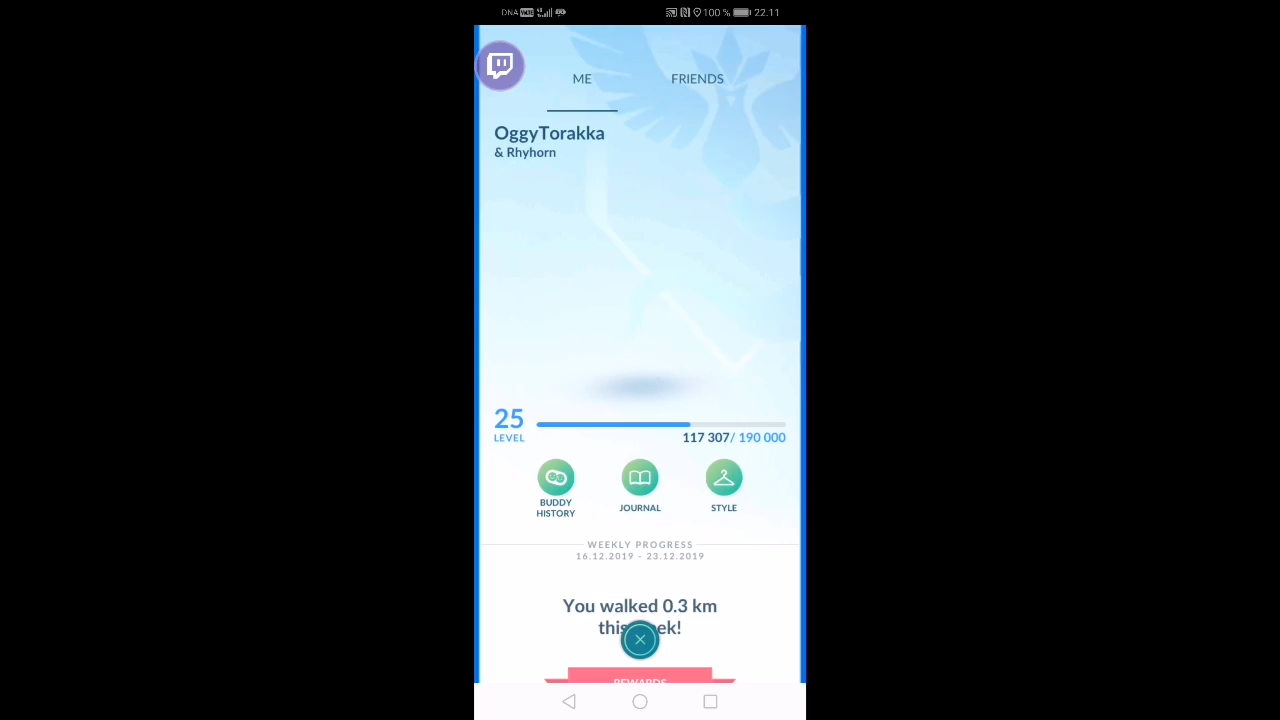 DNA 100 % 22.11
ME FRIENDS
OggyTorakka
& Rhyhorn
25
LEVEL
117 307/ 190 000
BUDDY
HISTORY
JOURNAL
STYLE
WEEKLY PROGRESS
16.12.2019 - 23.12.2019
You walked 0.3 km
REWARDS